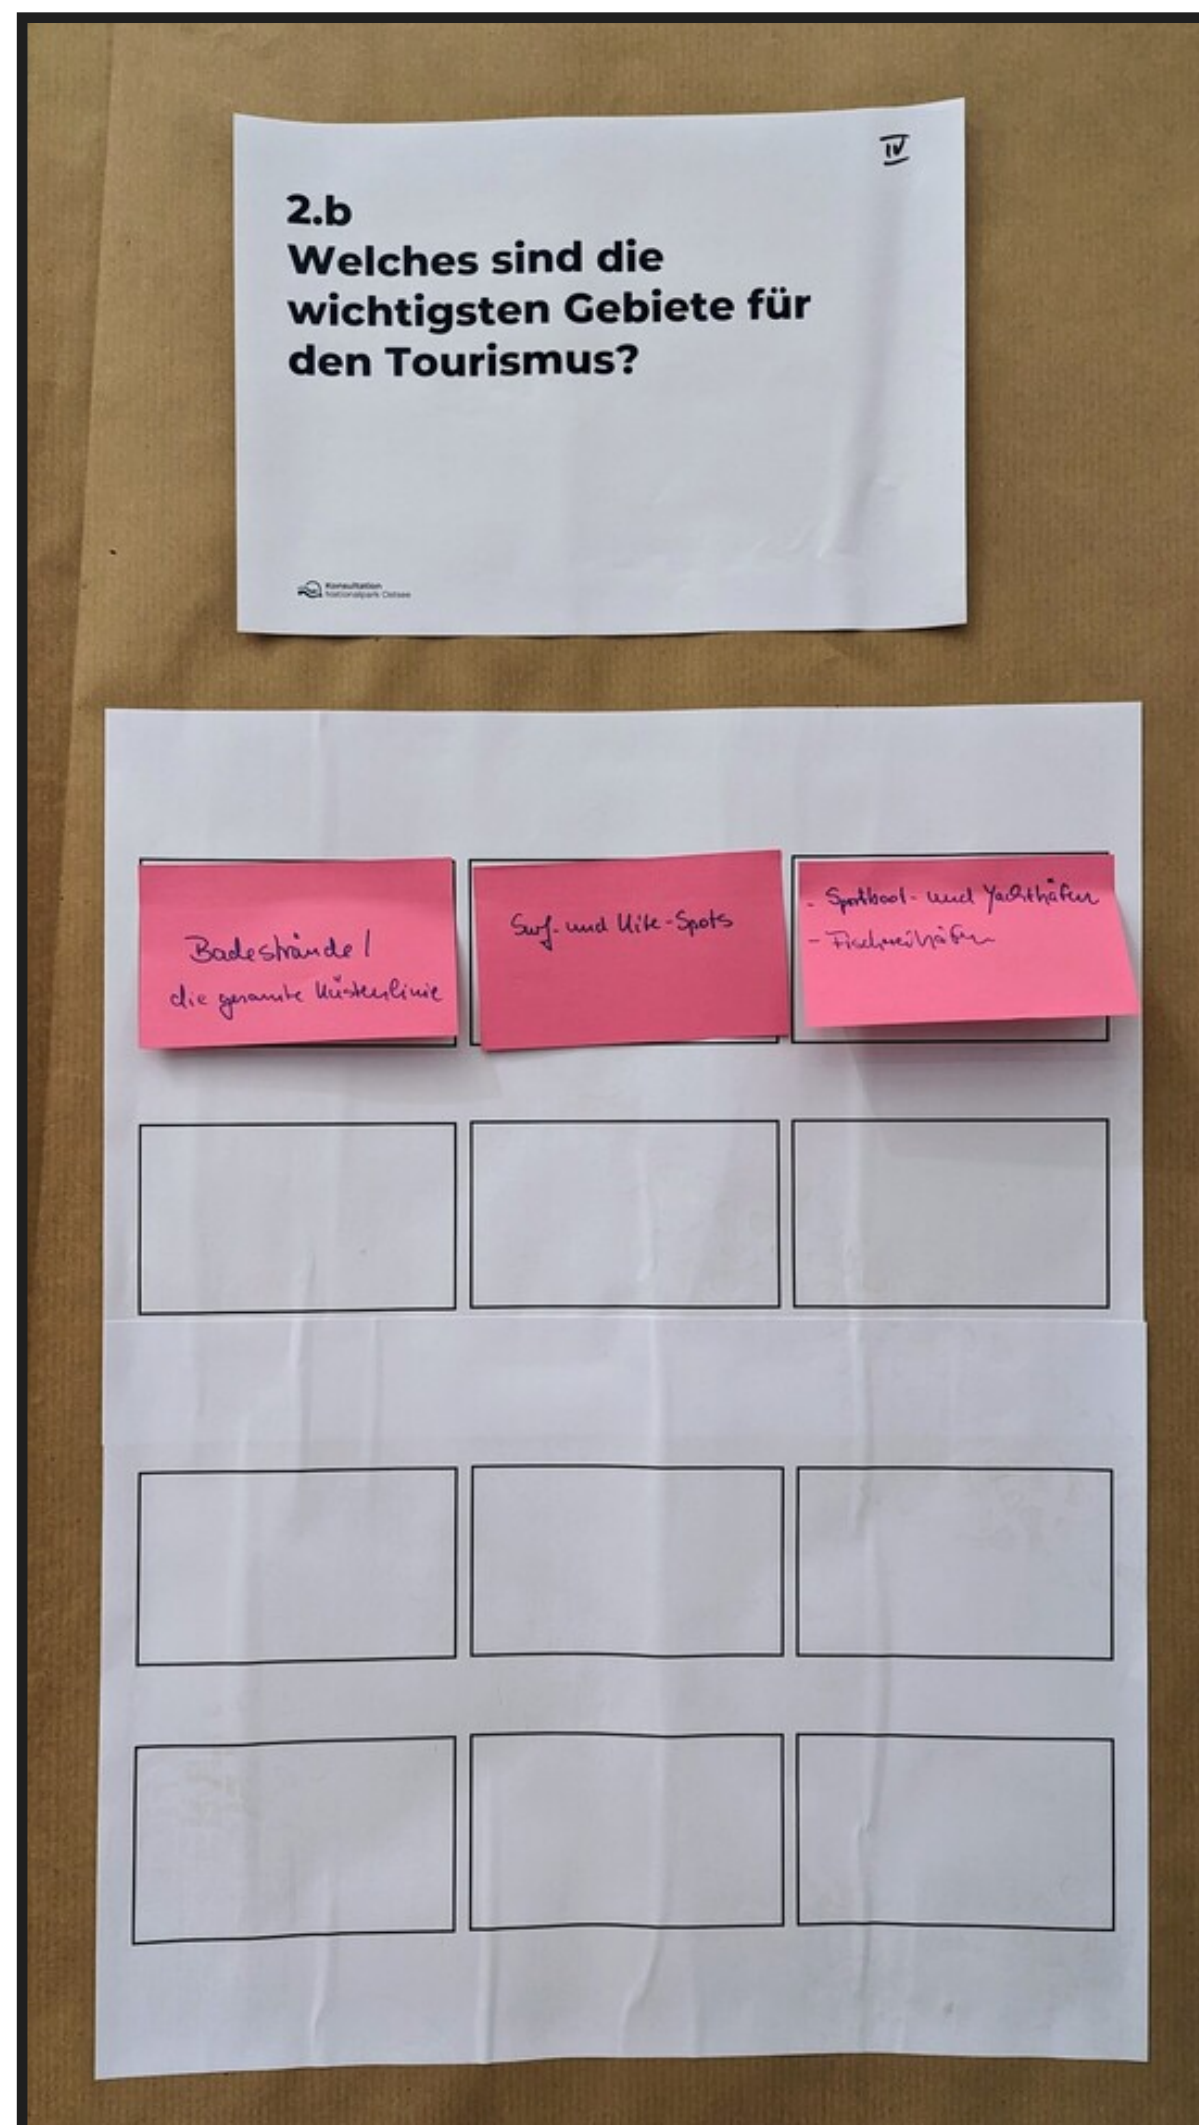 IV
2.b
Welches sind die
wichtigsten Gebiete für
den Tourismus?
Konsultation
Nationalpark Ostsee
Badestrände /
die gesamte Küstenlinie
Surf- und Kite-Spots
- Sportboot- und Yachthäfen
- Fischereihäfen